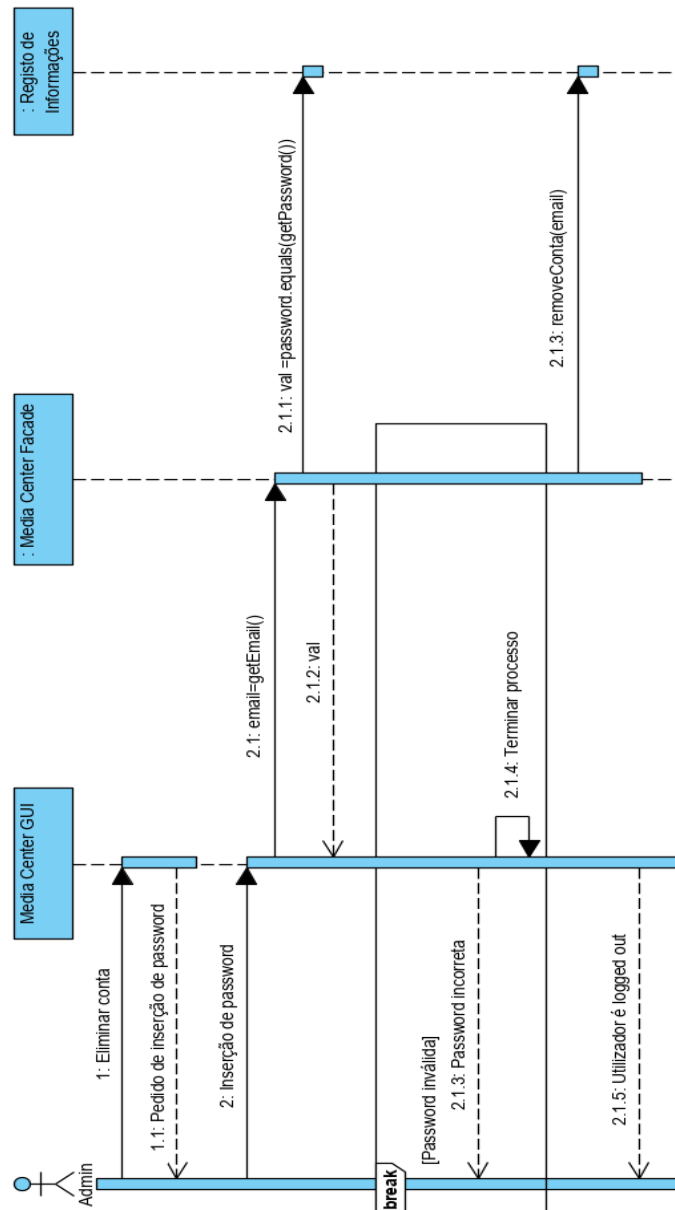 Admin
Media Center GUI
: Media Center Facade
: Registo de
Informações
1: Eliminar conta
1.1: Pedido de inserção de password
2: Inserção de password
2.1: email=getEmail()
2.1.1: val =password.equals(getPassword())
2.1.2: val
break
[Password inválida]
2.1.3: Password incorreta
2.1.4: Terminar processo
2.1.3: removeConta(email)
2.1.5: Utilizador é logged out